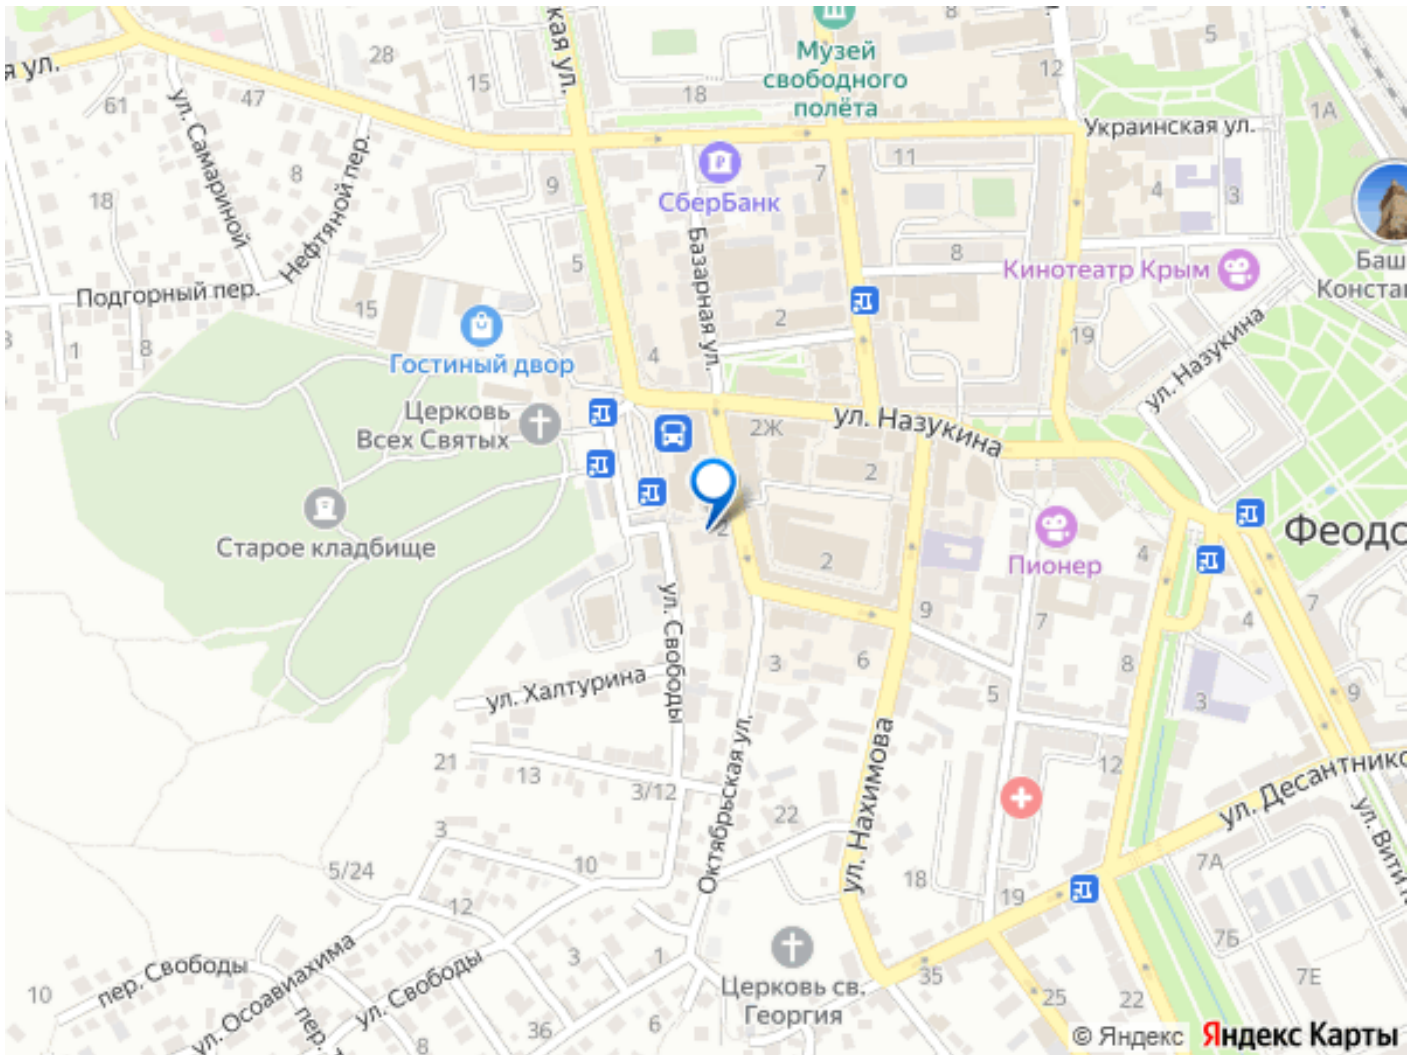 кая ул.
28
Музей
свободного
полёта
5
12
я ул.
61
47
15
18
1А
Украинская ул.
ул. Самариной
8
Нефтяной пер.
11
7
СберБанк
9
18
4
3
Базарная ул.
8
Кинотеатр Крым
Баш
Конста
5
Подгорный пер.
15
2
19
ул. Назукина
3
1
8
Гостиный двор
4
Церковь
Всех Святых
2Ж
ул. Назукина
2
Старое кладбище
2
2
Пионер
4
Феодо
ул. Свободы
9
7
4
7
ул. Халтурина
3
6
8
5
3
9
Октябрьская ул.
ул. Нахимова
21
13
3/12
12
ул. Десантнико
22
3
10
5/24
7А
ул. Вити
18
19
12
7Б
пер. Свободы
ул. Осоавиахима
ул. Свободы
3
1
Церковь св.
Георгия
35
7Е
10
пер.
36
6
25
22
8
© Яндекс
Яндекс Карты